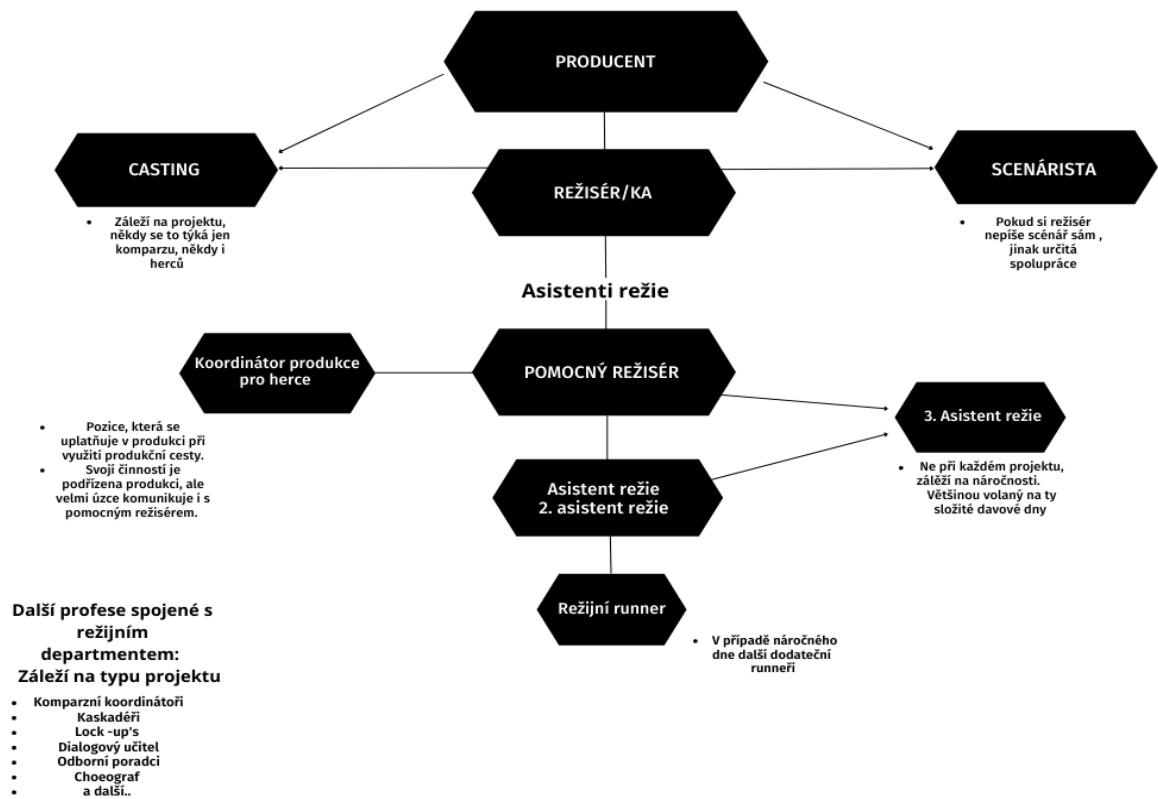 PRODUCENT
CASTING
REŽISÉR/KA
SCENÁRISTA
• Záleží na projektu,
někdy se to týká jen
komparzu, někdy i
herců
• Pokud si režisér
nepíše scénář sám ,
jinak určitá
spolupráce
Asistenti režie
Koordinátor produkce
pro herce
POMOCNÝ REŽISÉR
3. Asistent režie
• Pozice, která se
uplatňuje v produkci při
využití produkční cesty.
• Svojí činností je
podřízena produkci, ale
velmi úzce komunikuje i s
pomocným režisérem.
• Ne při každém projektu,
zálěží na náročnosti.
Většinou volaný na ty
složité davové dny
Asistent režie
2. asistent režie
Režijní runner
• V případě náročného
dne další dodateční
runneři
Další profese spojené s
režijním
departmentem:
Záleží na typu projektu
• Komparzní koordinátoři
• Kaskadéři
• Lock -up's
• Dialogový učitel
• Odborní poradci
• Choeograf
• a další..